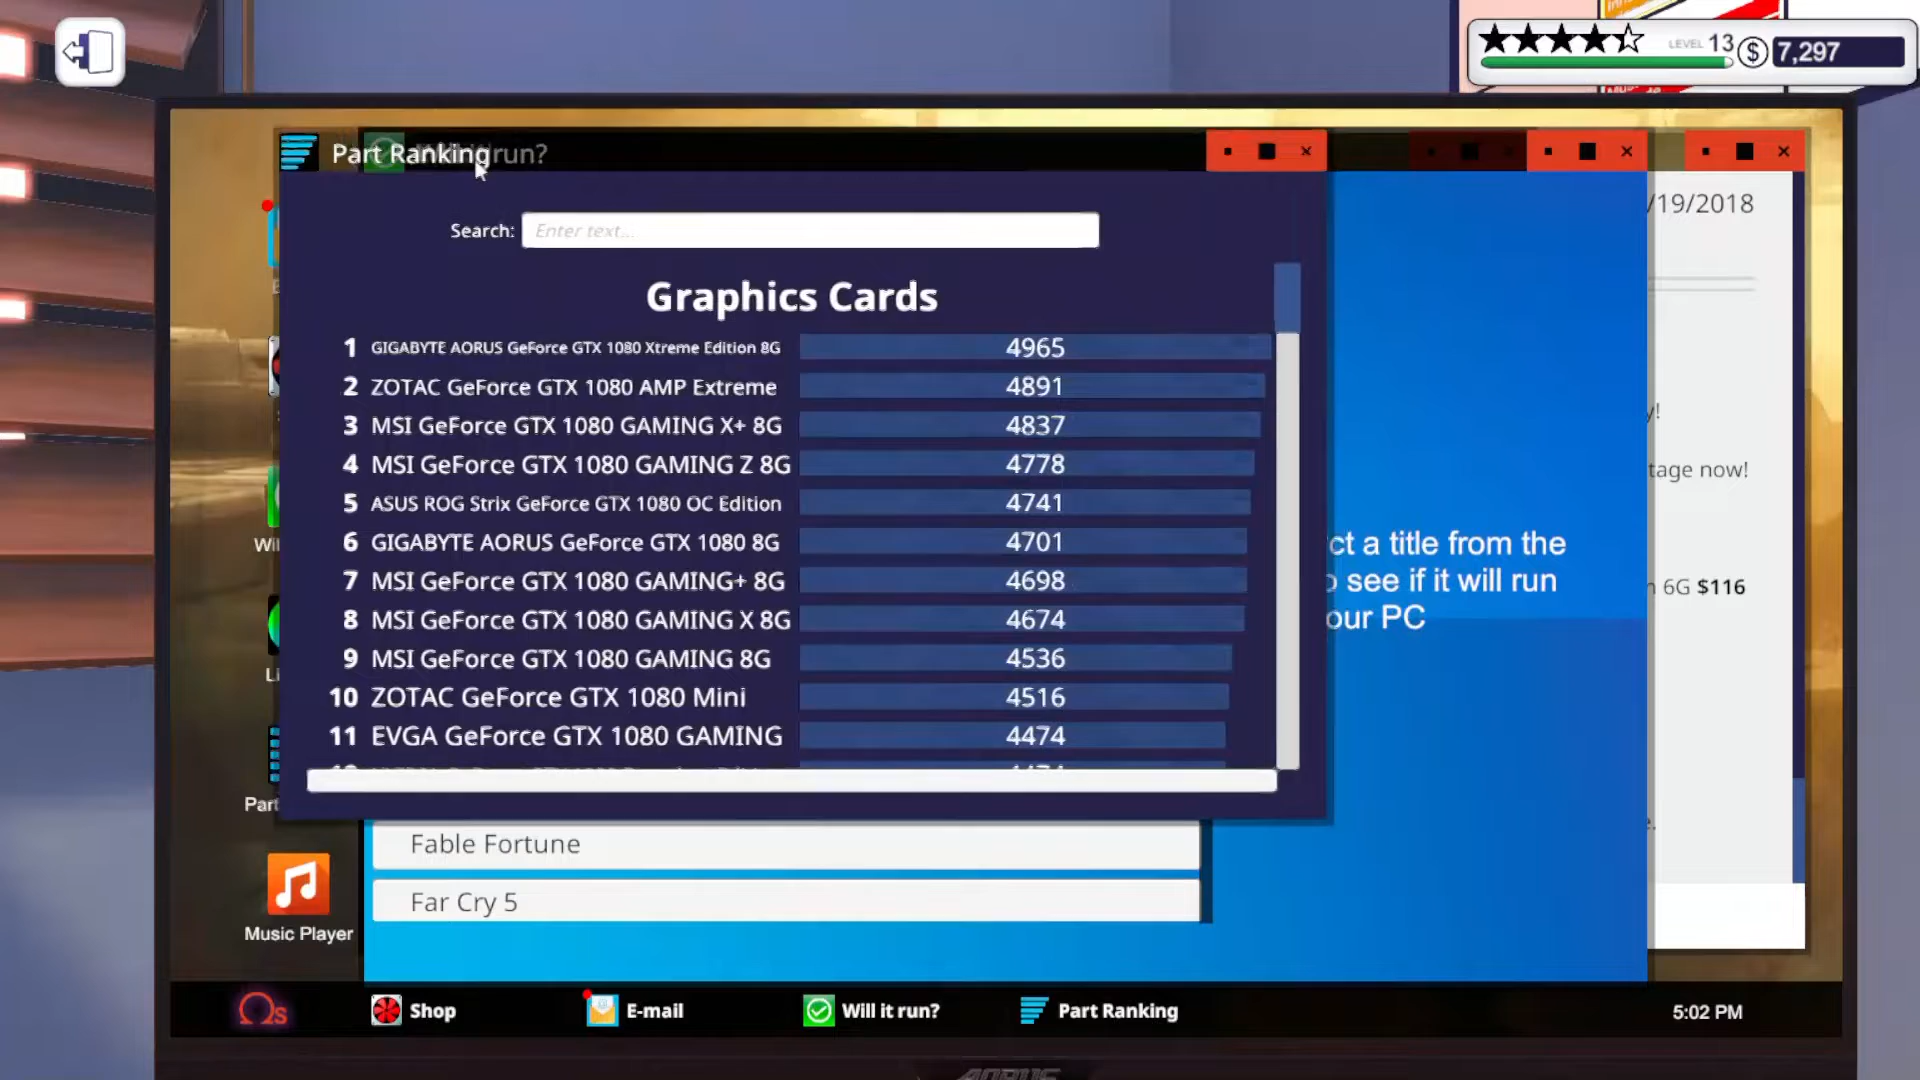 LEVEL 13
$ 7,297
Part Ranking
run?
/19/2018
Search: Enter text...
Graphics Cards
1 GIGABYTE AORUS GeForce GTX 1080 Xtreme Edition 8G 4965
2 ZOTAC GeForce GTX 1080 AMP Extreme 4891
3 MSI GeForce GTX 1080 GAMING X+ 8G 4837
4 MSI GeForce GTX 1080 GAMING Z 8G 4778
5 ASUS ROG Strix GeForce GTX 1080 OC Edition 4741
6 GIGABYTE AORUS GeForce GTX 1080 8G 4701
7 MSI GeForce GTX 1080 GAMING+ 8G 4698
8 MSI GeForce GTX 1080 GAMING X 8G 4674
9 MSI GeForce GTX 1080 GAMING 8G 4536
10 ZOTAC GeForce GTX 1080 Mini 4516
11 EVGA GeForce GTX 1080 GAMING 4474
y!
tage now!
ct a title from the
o see if it will run
our PC
6G $116
Wil
Li
Part
Fable Fortune
Far Cry 5
Music Player
Ωs
Shop
E-mail
Will it run?
Part Ranking
5:02 PM
AORUS